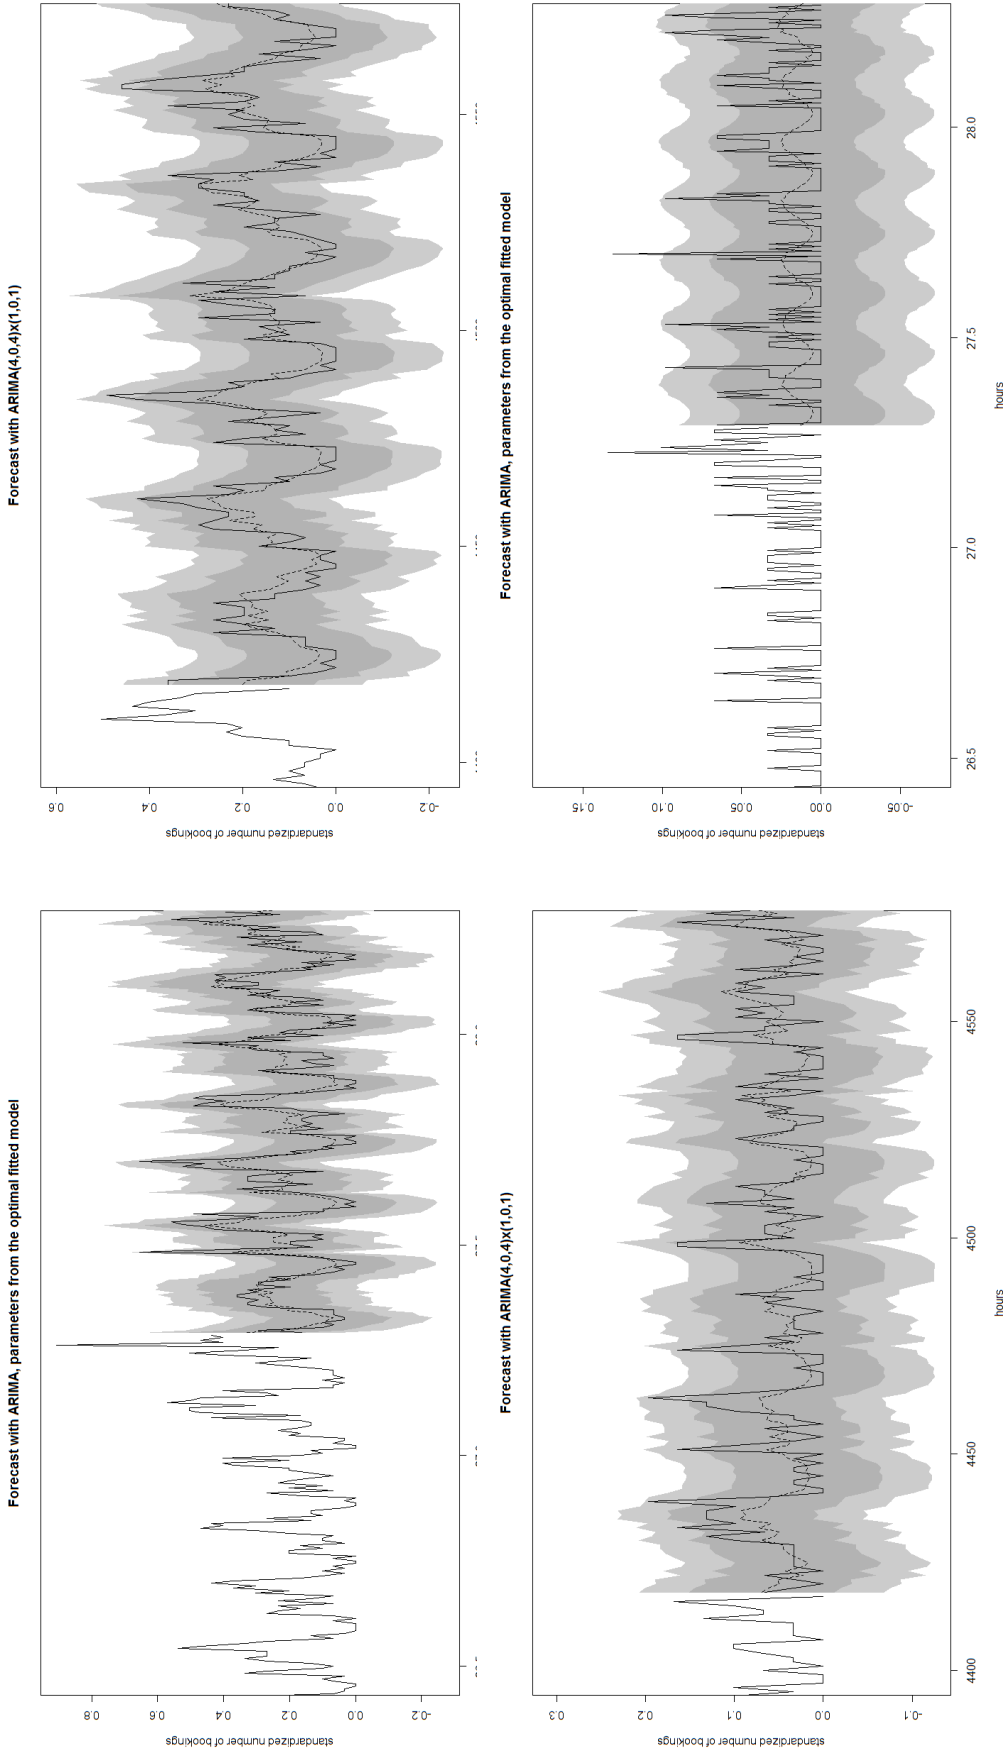 Forecast with ARIMA, parameters from the optimal fitted model
standardized number of bookings
0.8
0.6
0.4
0.2
0.0
-0.2
Forecast with ARIMA(4,0,4)x(1,0,1)
standardized number of bookings
0.6
0.4
0.2
0.0
-0.2
Forecast with ARIMA(4,0,4)x(1,0,1)
standardized number of bookings
0.3
0.2
0.1
0.0
-0.1
4400
4450
4500
4550
hours
Forecast with ARIMA, parameters from the optimal fitted model
standardized number of bookings
0.15
0.10
0.05
0.00
-0.05
26.5
27.0
27.5
28.0
hours